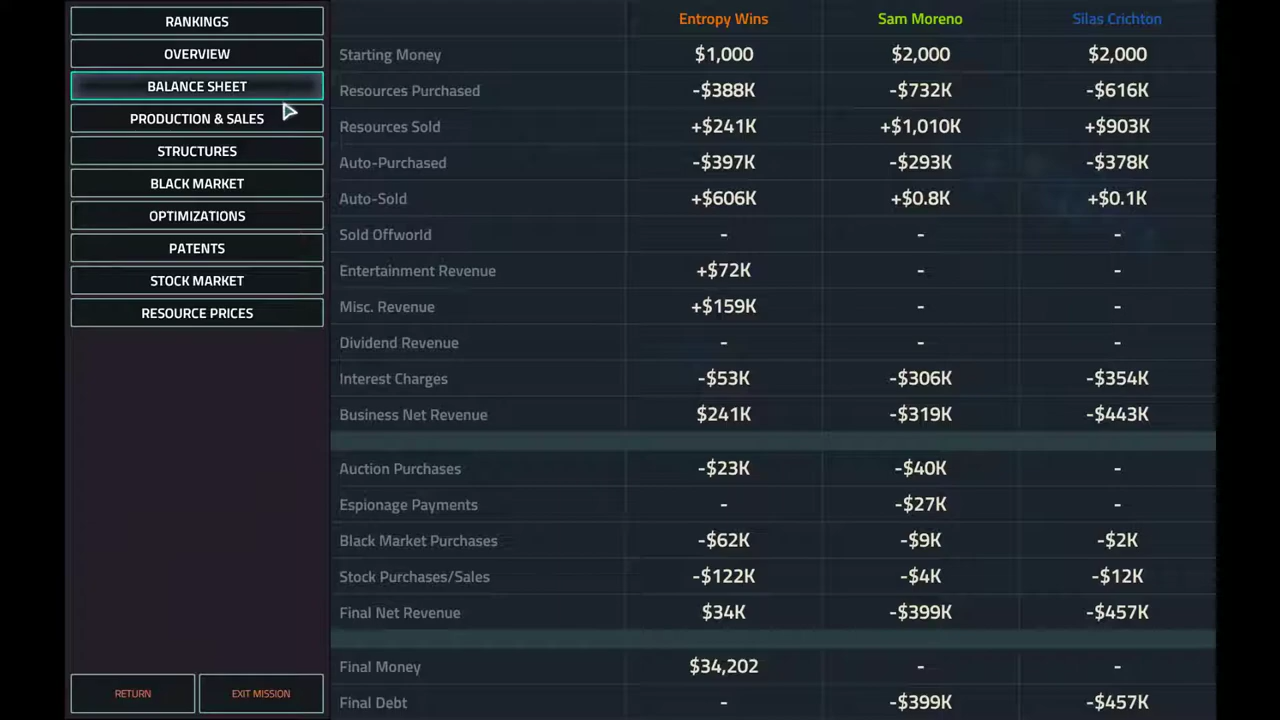 RANKINGS
OVERVIEW
BALANCE SHEET
PRODUCTION & SALES
STRUCTURES
BLACK MARKET
OPTIMIZATIONS
PATENTS
STOCK MARKET
RESOURCE PRICES
RETURN EXIT MISSION
Entropy Wins Sam Moreno Silas Crichton
Starting Money $1,000 $2,000 $2,000
Resources Purchased -$388K -$732K -$616K
Resources Sold +$241K +$1,010K +$903K
Auto-Purchased -$397K -$293K -$378K
Auto-Sold +$606K +$0.8K +$0.1K
Sold Offworld - - -
Entertainment Revenue +$72K - -
Misc. Revenue +$159K - -
Dividend Revenue - - -
Interest Charges -$53K -$306K -$354K
Business Net Revenue $241K -$319K -$443K
Auction Purchases -$23K -$40K -
Espionage Payments - -$27K -
Black Market Purchases -$62K -$9K -$2K
Stock Purchases/Sales -$122K -$4K -$12K
Final Net Revenue $34K -$399K -$457K
Final Money $34,202 - -
Final Debt - -$399K -$457K